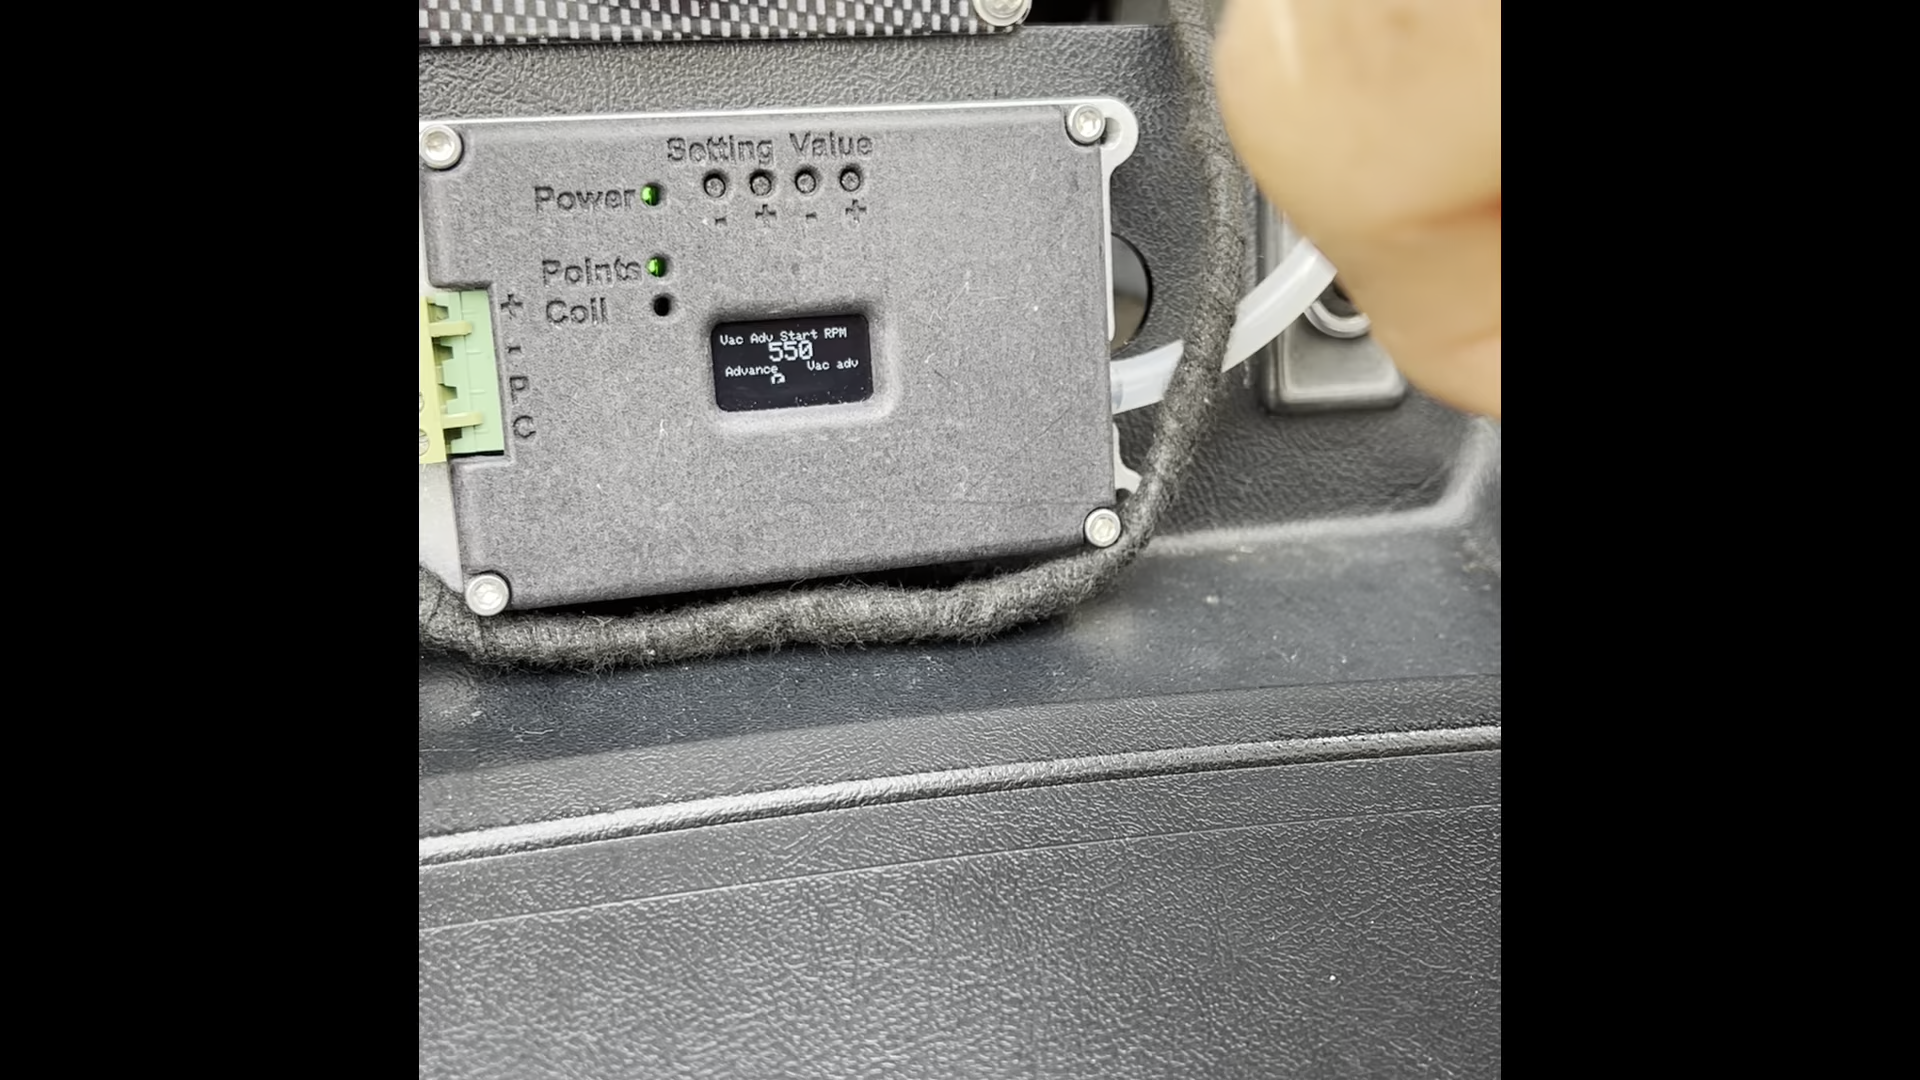 Setting Value
Power
- + - +
Points
+
Coil
-
P
C
Vac Adv Start RPM
550
Advance Vac adv